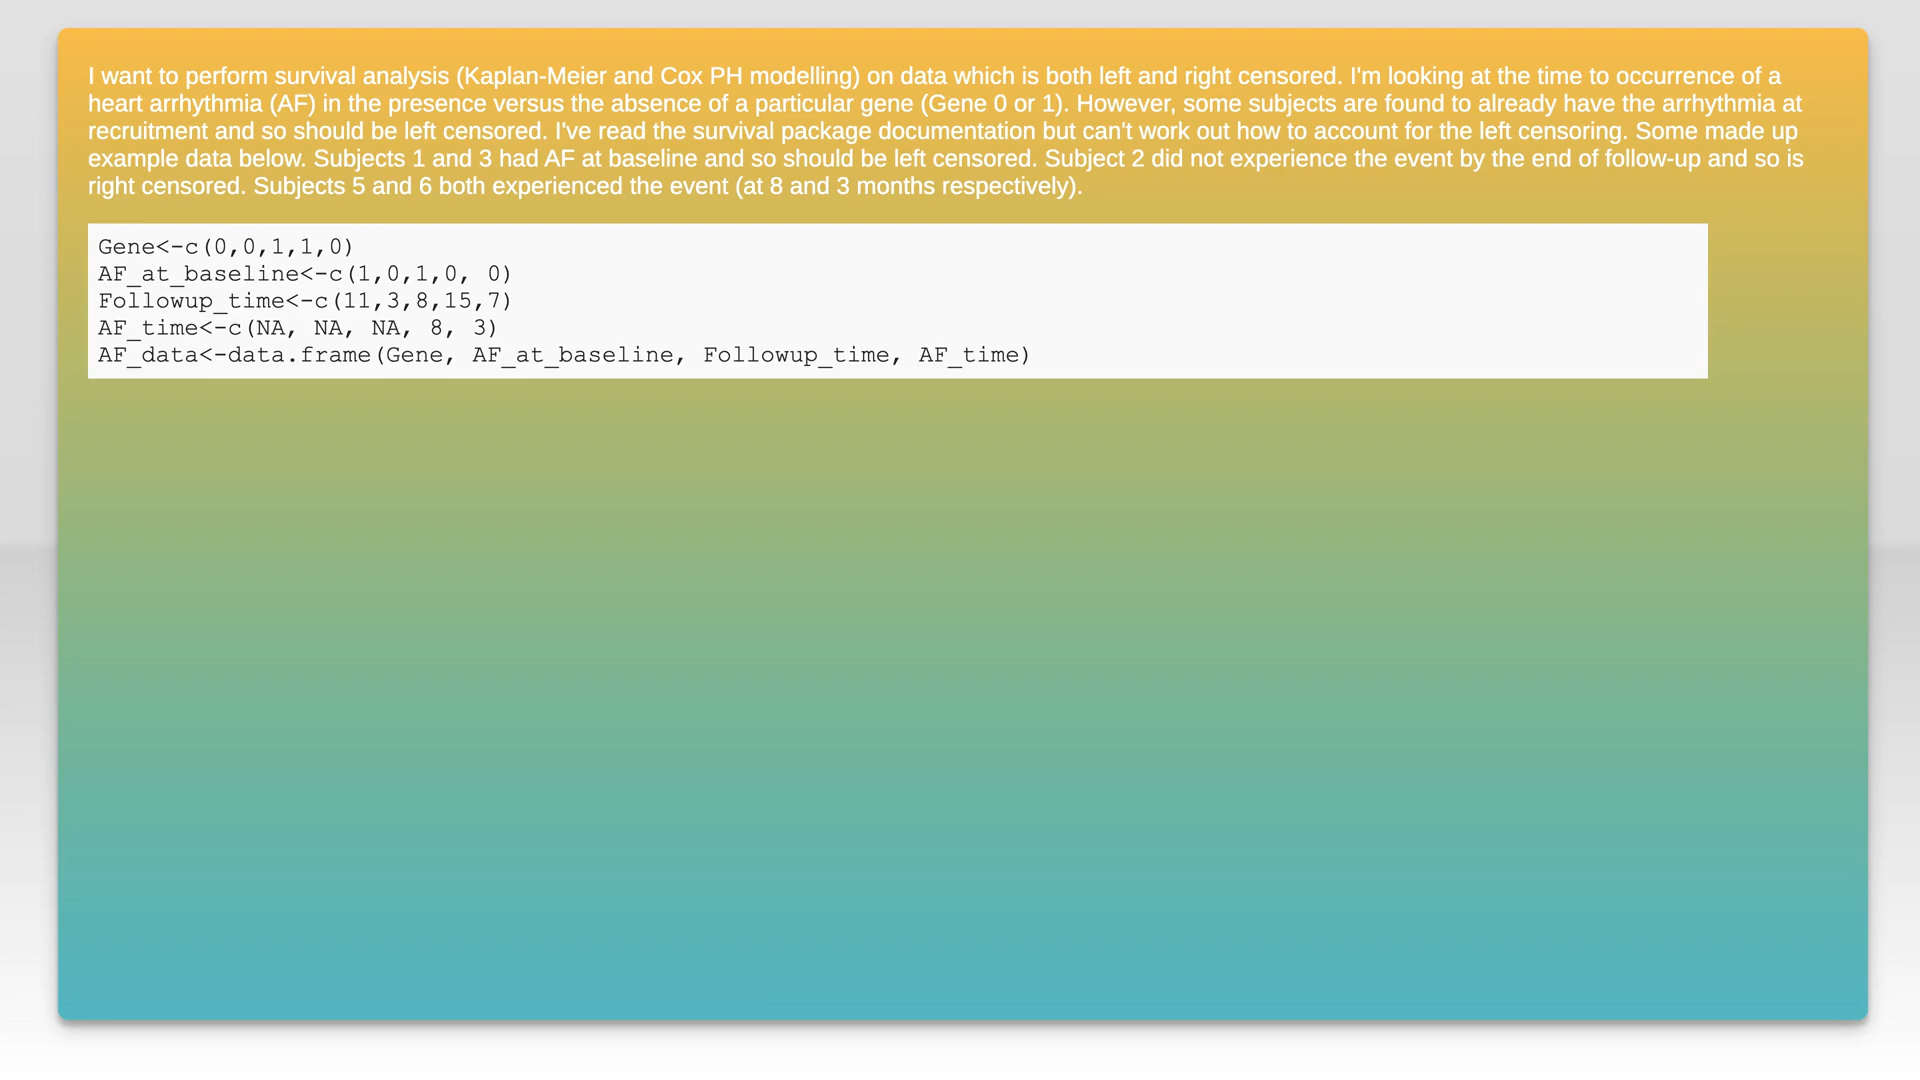 I want to perform survival analysis (Kaplan-Meier and Cox PH modelling) on data which is both left and right censored. I'm looking at the time to occurrence of a
heart arrhythmia (AF) in the presence versus the absence of a particular gene (Gene 0 or 1). However, some subjects are found to already have the arrhythmia at
recruitment and so should be left censored. I've read the survival package documentation but can't work out how to account for the left censoring. Some made up
example data below. Subjects 1 and 3 had AF at baseline and so should be left censored. Subject 2 did not experience the event by the end of follow-up and so is
right censored. Subjects 5 and 6 both experienced the event (at 8 and 3 months respectively).
Gene<-c(0,0,1,1,0)
AF_at_baseline<-c(1,0,1,0, 0)
Followup_time<-c(11,3,8,15,7)
AF_time<-c(NA, NA, NA, 8, 3)
AF_data<-data.frame(Gene, AF_at_baseline, Followup_time, AF_time)